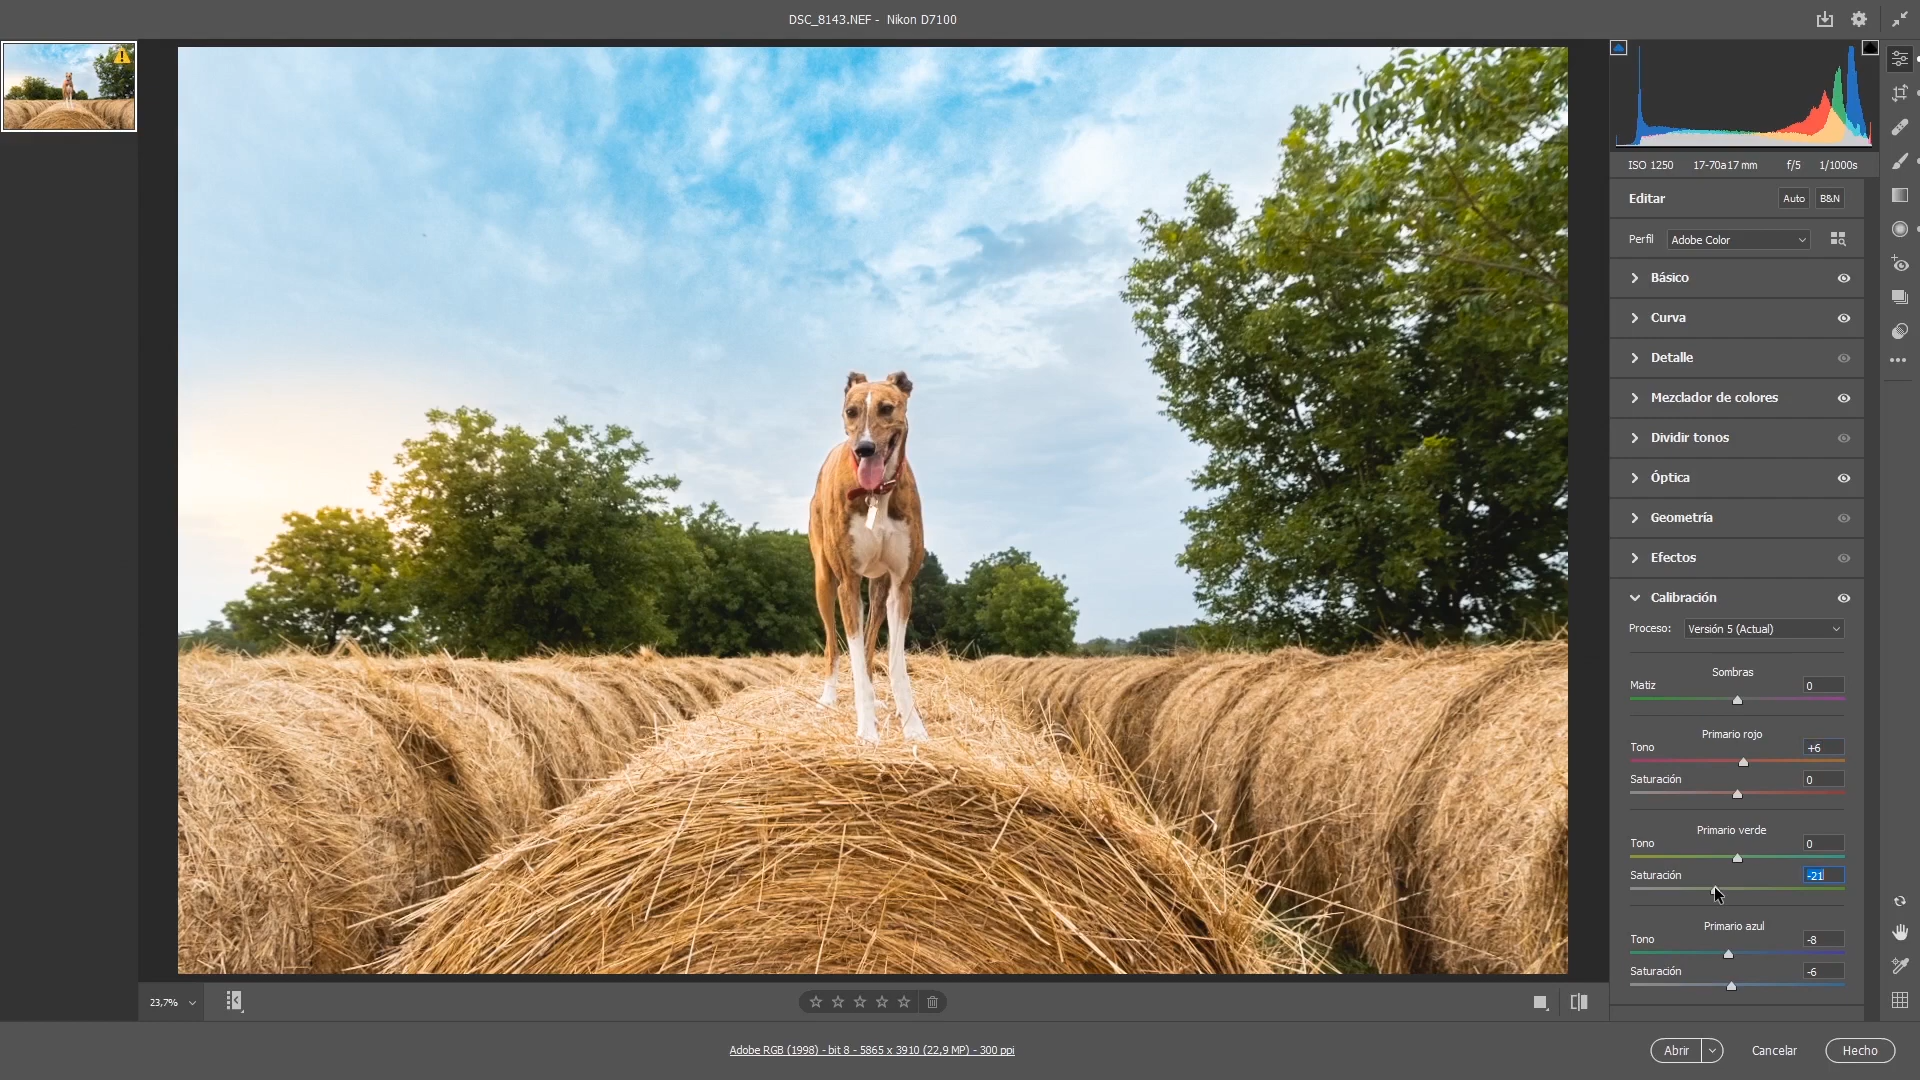 DSC_8143.NEF - Nikon D7100
ISO 1250 17-70a17 mm f/5 1/1000s
Editar Auto B&N
Perfil Adobe Color
Básico
Curva
Detalle
Mezclador de colores
Dividir tonos
Óptica
Geometría
Efectos
Calibración
Proceso: Versión 5 (Actual)
Sombras
Matiz 0
Primario rojo
Tono +6
Saturación 0
Primario verde
Tono 0
Saturación -21
Primario azul
Tono -8
Saturación -6
23,7%
Adobe RGB (1998) - bit 8 - 5865 x 3910 (22,9 MP) - 300 ppi
Abrir Cancelar Hecho